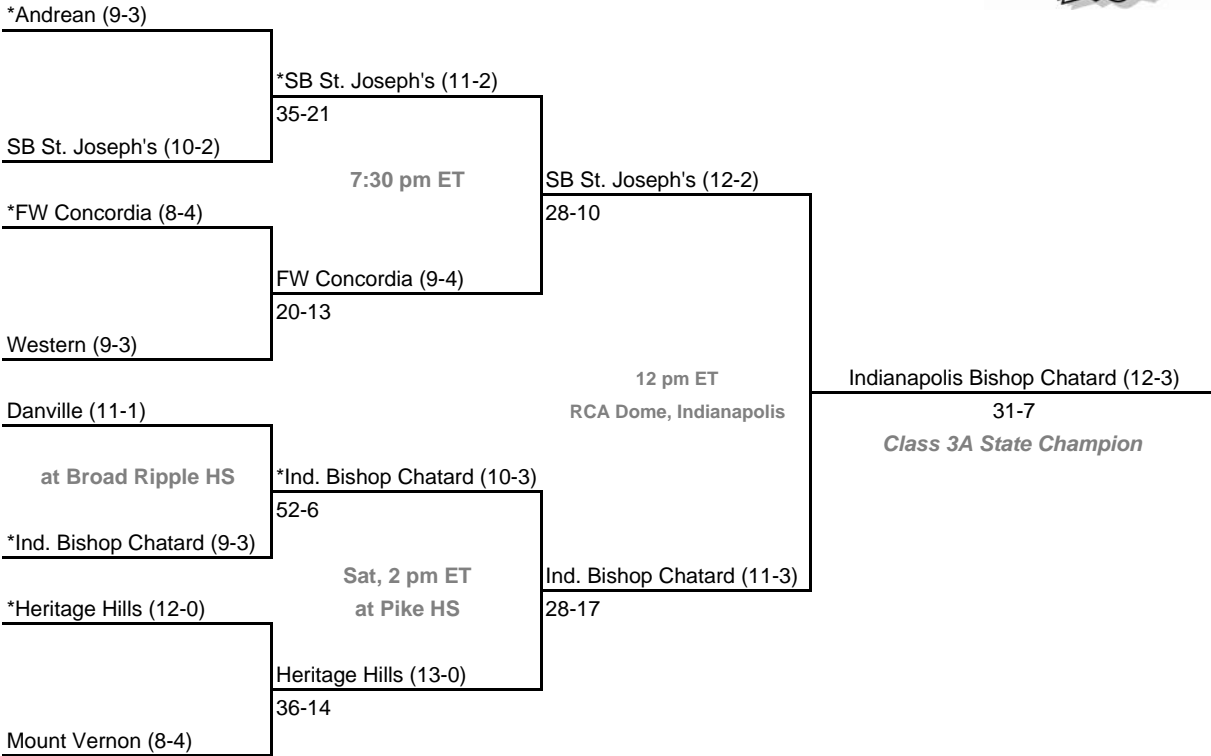 *Andrean (9-3)
*SB St. Joseph's (11-2)
35-21
SB St. Joseph's (10-2)
7:30 pm ET
SB St. Joseph's (12-2)
*FW Concordia (8-4)
28-10
FW Concordia (9-4)
20-13
Western (9-3)
12 pm ET
Indianapolis Bishop Chatard (12-3)
Danville (11-1)
RCA Dome, Indianapolis
31-7
Class 3A State Champion
at Broad Ripple HS
*Ind. Bishop Chatard (10-3)
52-6
*Ind. Bishop Chatard (9-3)
Sat, 2 pm ET
Ind. Bishop Chatard (11-3)
*Heritage Hills (12-0)
at Pike HS
28-17
Heritage Hills (13-0)
36-14
Mount Vernon (8-4)